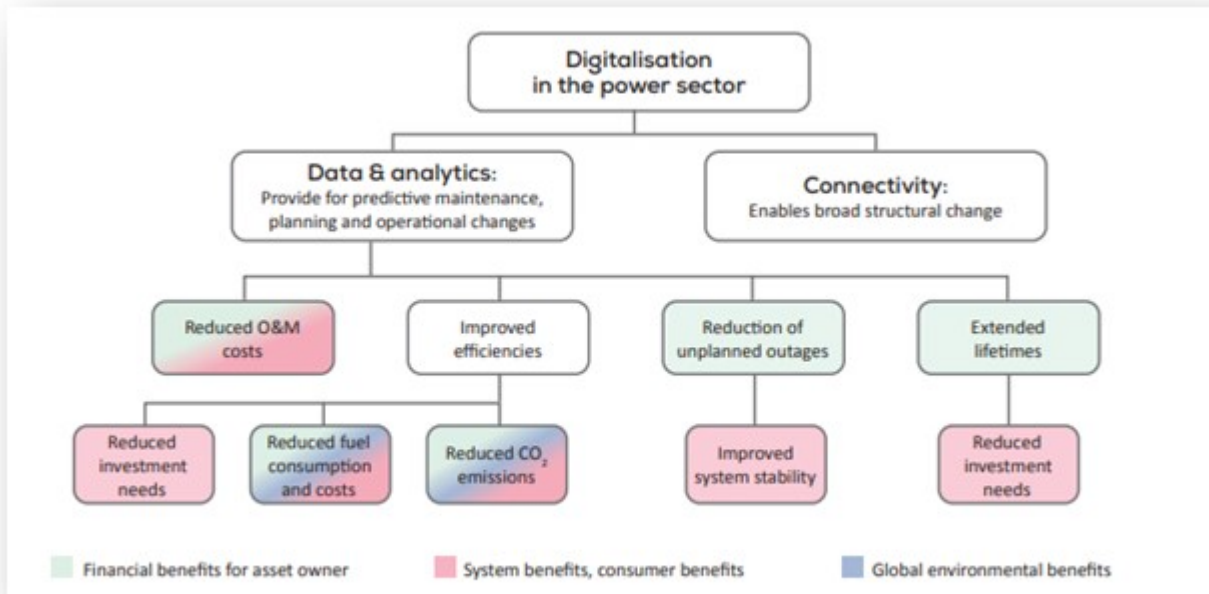 Digitalisation
in the power sector
Data & analytics:
Provide for predictive maintenance,
planning and operational changes
Connectivity:
Enables broad structural change
Reduced O&M
costs
Improved
efficiencies
Reduction of
unplanned outages
Extended
lifetimes
Reduced
investment
needs
Reduced fuel
consumption
and costs
Reduced CO₂
emissions
Improved
system stability
Reduced
investment
needs
Financial benefits for asset owner
System benefits, consumer benefits
Global environmental benefits